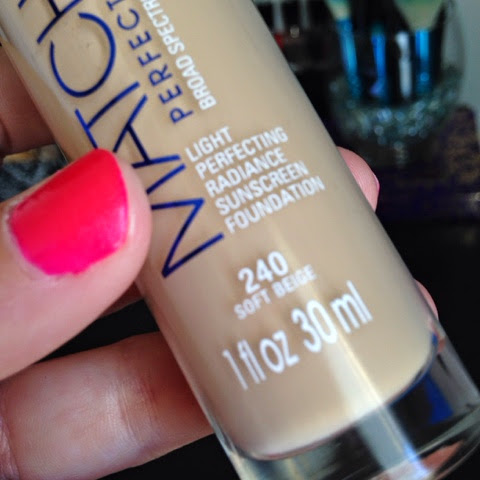 MATCH
PERFECT
BROAD SPECTR
LIGHT
PERFECTING
RADIANCE
SUNSCREEN
FOUNDATION
240
SOFT BEIGE
1 fl oz 30 ml